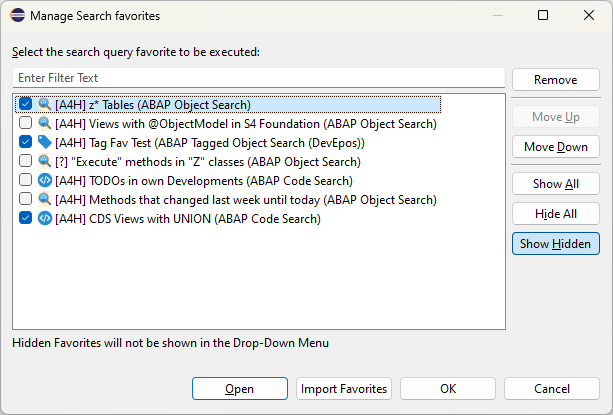 Manage Search favorites
Select the search query favorite to be executed:
Enter Filter Text
Remove
[A4H] z* Tables (ABAP Object Search)
[A4H] Views with @ObjectModel in S4 Foundation (ABAP Object Search)
Move Up
[A4H] Tag Fav Test (ABAP Tagged Object Search (DevEpos))
Move Down
[?] "Execute" methods in "Z" classes (ABAP Object Search)
[A4H] TODOs in own Developments (ABAP Code Search)
Show All
[A4H] Methods that changed last week until today (ABAP Object Search)
Hide All
[A4H] CDS Views with UNION (ABAP Code Search)
Show Hidden
Hidden Favorites will not be shown in the Drop-Down Menu
Open
Import Favorites
OK
Cancel